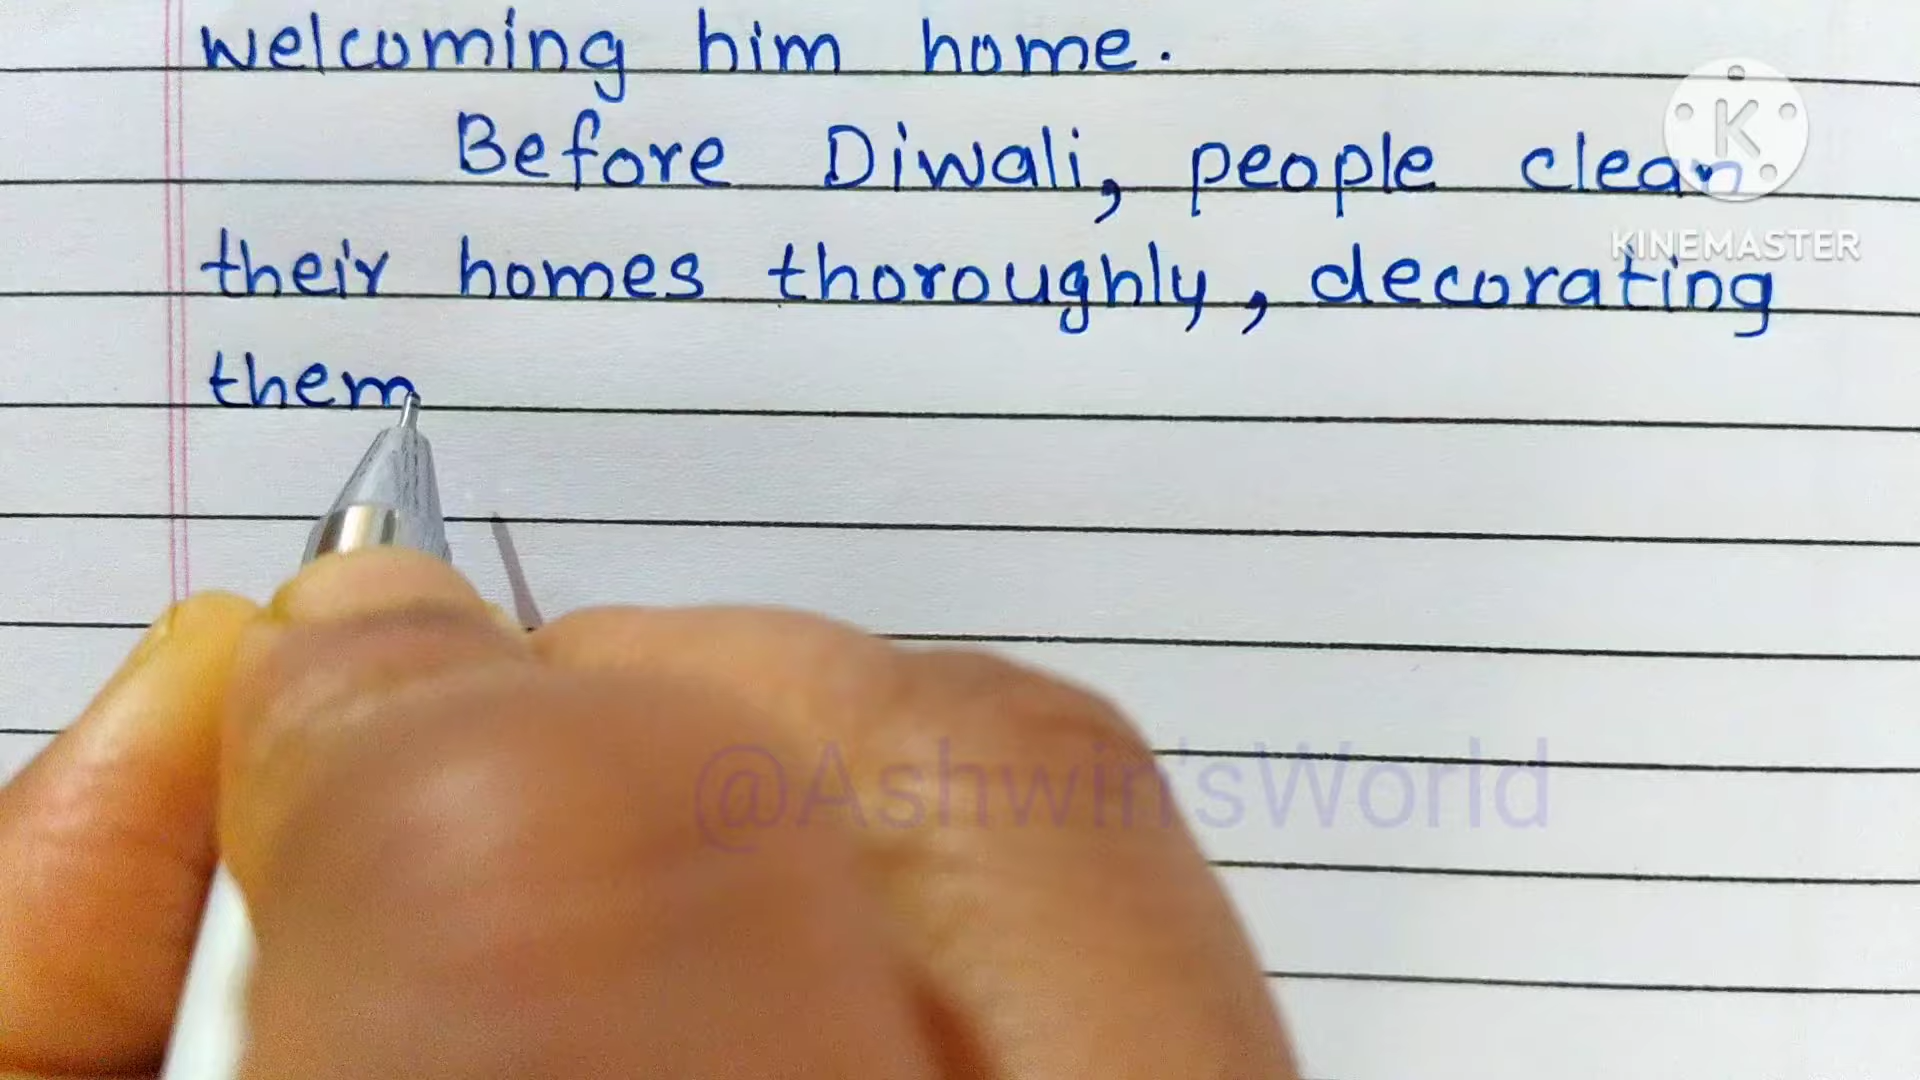 welcoming him home.
Before Diwali, people clean
KINEMASTER
their homes thoroughly, decorating
them
@Ashwin'sWorld